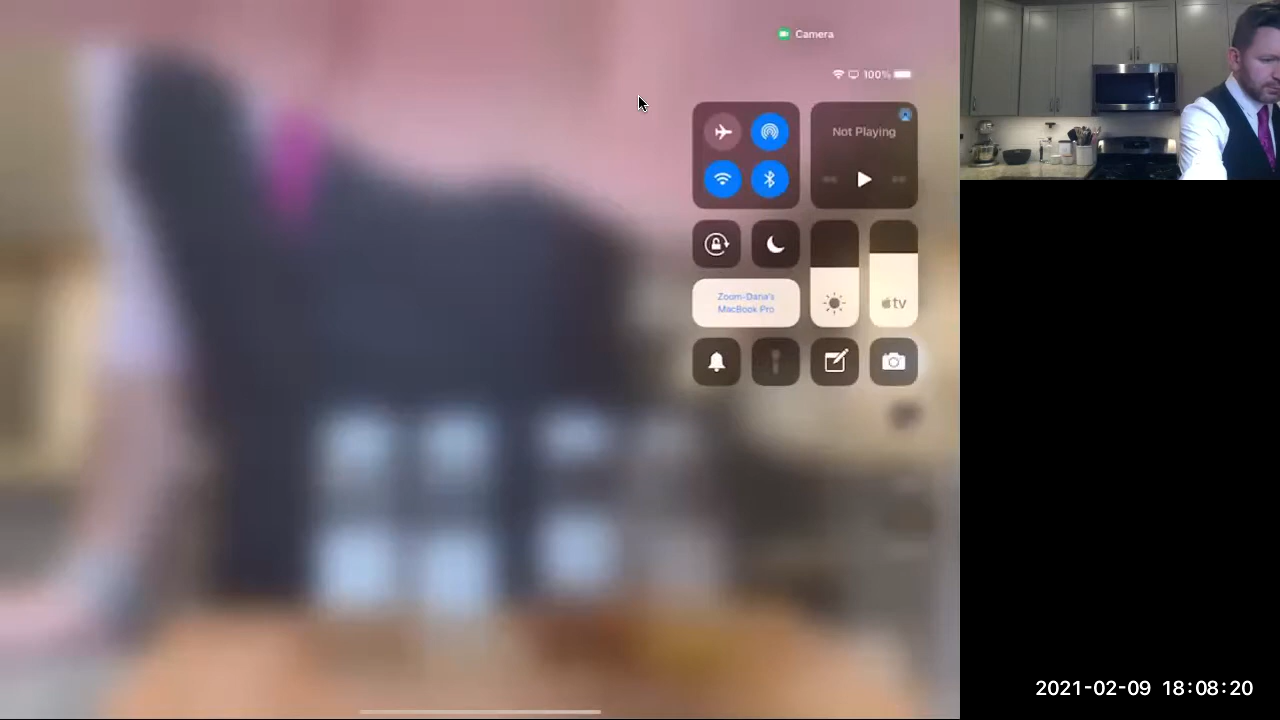 Camera
100%
Not Playing
Zoom-Dana's
MacBook Pro
tv
2021-02-09 18:08:20